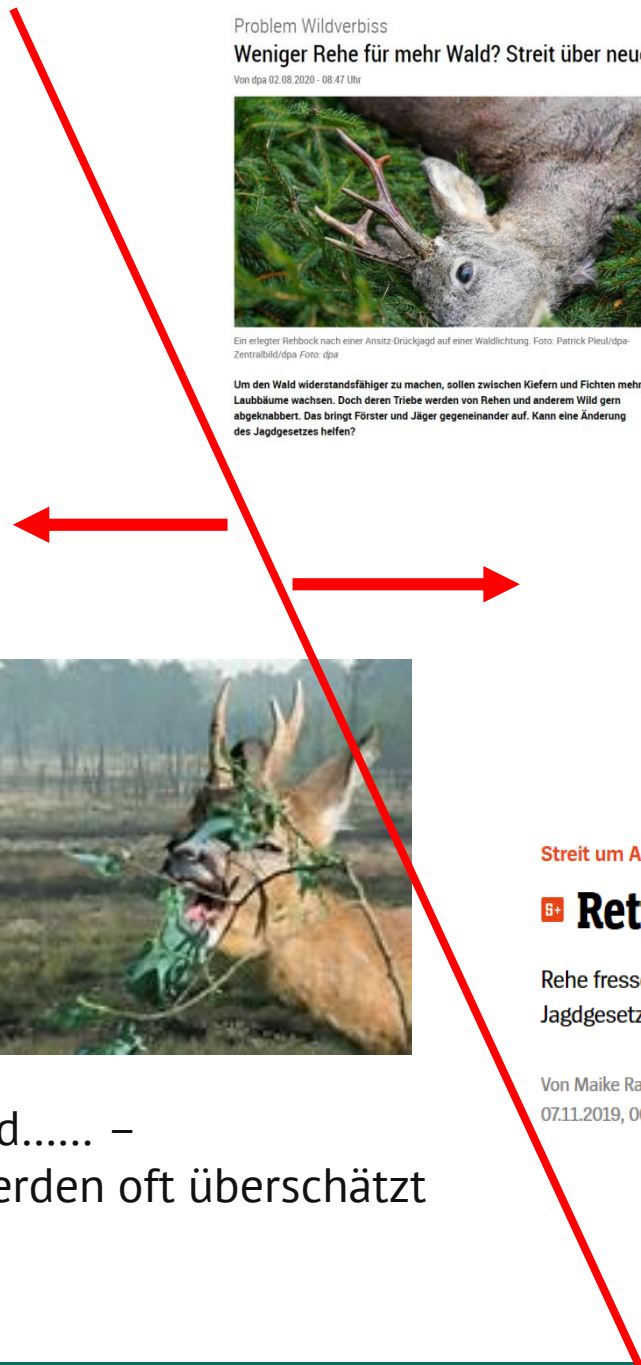 Problem Wildverbiss
Weniger Rehe für mehr Wald? Streit über neue
Von dpa 02.08.2020 - 08:47 Uhr
Ein erlegter Rehbock nach einer Ansitz-Drückjagd auf einer Waldlichtung. Foto: Patrick Pleul/dpa-
Zentralbild/dpa Foto: dpa
Um den Wald widerstandsfähiger zu machen, sollen zwischen Kiefern und Fichten mehr
Laubbäume wachsen. Doch deren Triebe werden von Rehen und anderem Wild gern
abgeknabbert. Das bringt Förster und Jäger gegeneinander auf. Kann eine Änderung
des Jagdgesetzes helfen?
Streit um A
S+ Ret
Rehe fress
Jagdgesetz
Von Maike Ra
07.11.2019, 0
d...... –
erden oft überschätzt